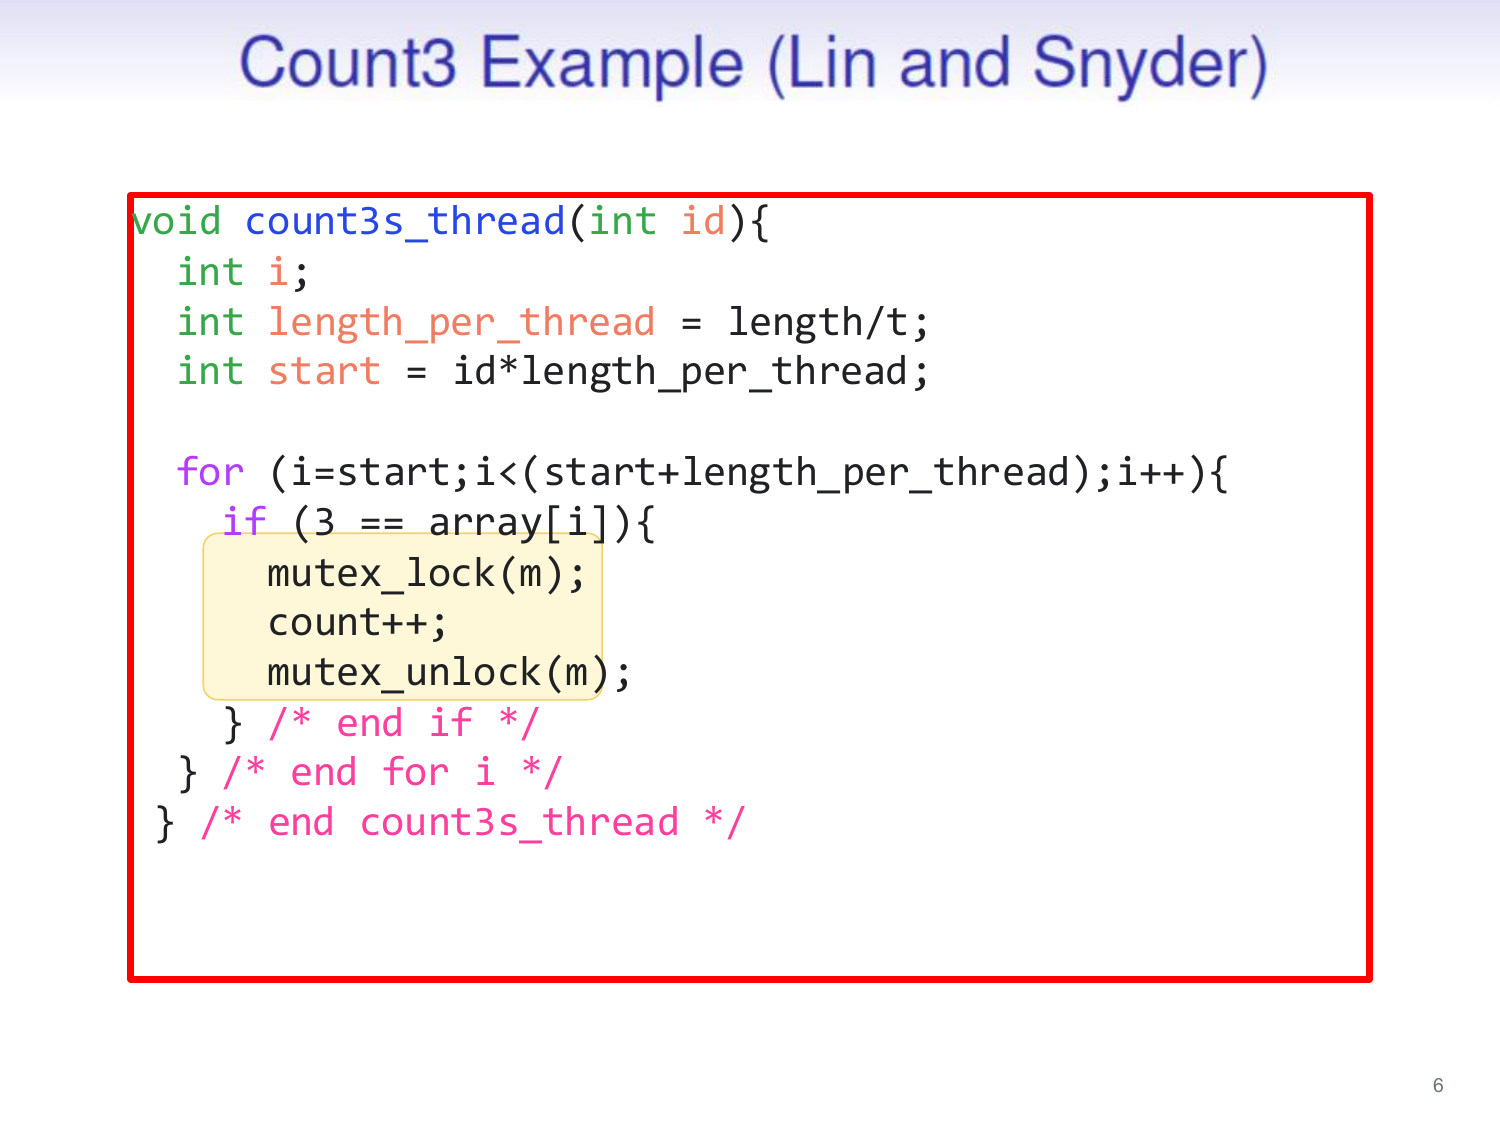 Count3 Example (Lin and Snyder)
void count3s_thread(int id){
  int i;
  int length_per_thread = length/t;
  int start = id*length_per_thread;

  for (i=start;i<(start+length_per_thread);i++){
    if (3 == array[i]){
      mutex_lock(m);
      count++;
      mutex_unlock(m);
    } /* end if */
  } /* end for i */
 } /* end count3s_thread */
6